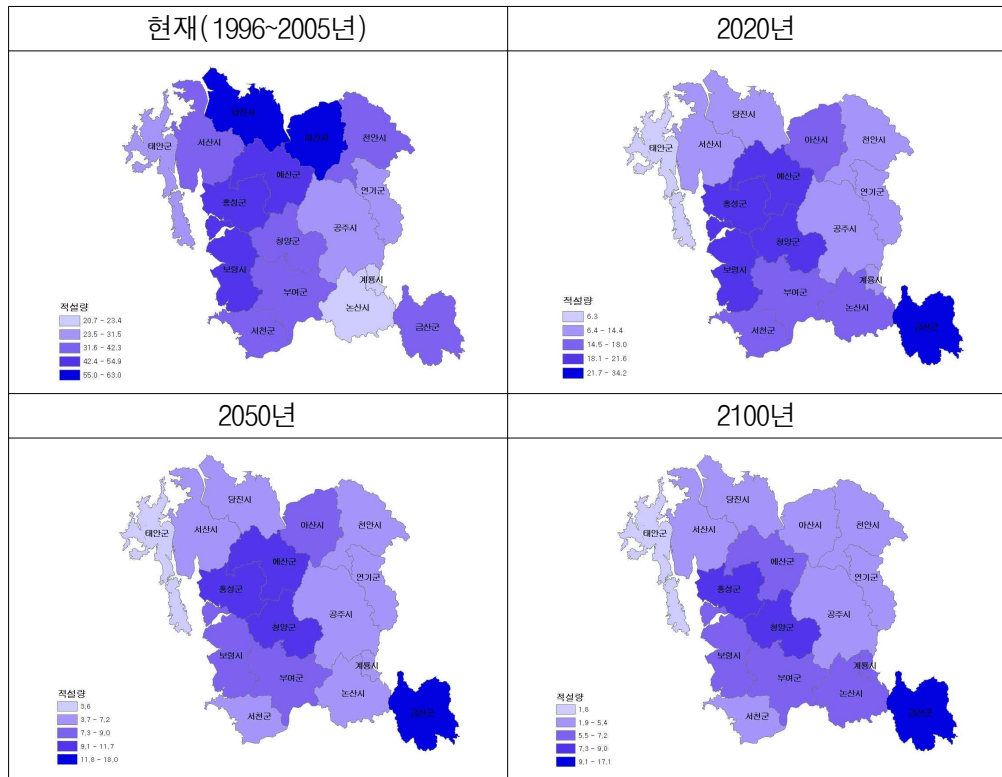 현재(1996~2005년)
2020년
당진시
아산시
천안시
태안군
서산시
예산군
연기군
홍성군
공주시
청양군
보령시
계룡시
부여군
논산시
서천군
금산군
적설량
20.7 - 23.4
23.5 - 31.5
31.6 - 42.3
42.4 - 54.9
55.0 - 63.0
당진시
아산시
천안시
태안군
서산시
예산군
연기군
홍성군
공주시
청양군
보령시
계룡시
부여군
논산시
서천군
금산군
적설량
6.3
6.4 - 14.4
14.5 - 18.0
18.1 - 21.6
21.7 - 34.2
2050년
2100년
당진시
아산시
천안시
태안군
서산시
예산군
연기군
홍성군
공주시
청양군
보령시
계룡시
부여군
논산시
서천군
금산군
적설량
3.6
3.7 - 7.2
7.3 - 9.0
9.1 - 11.7
11.8 - 18.0
당진시
아산시
천안시
태안군
서산시
예산군
연기군
홍성군
공주시
청양군
보령시
계룡시
부여군
논산시
서천군
금산군
적설량
1.8
1.9 - 5.4
5.5 - 7.2
7.3 - 9.0
9.1 - 17.1